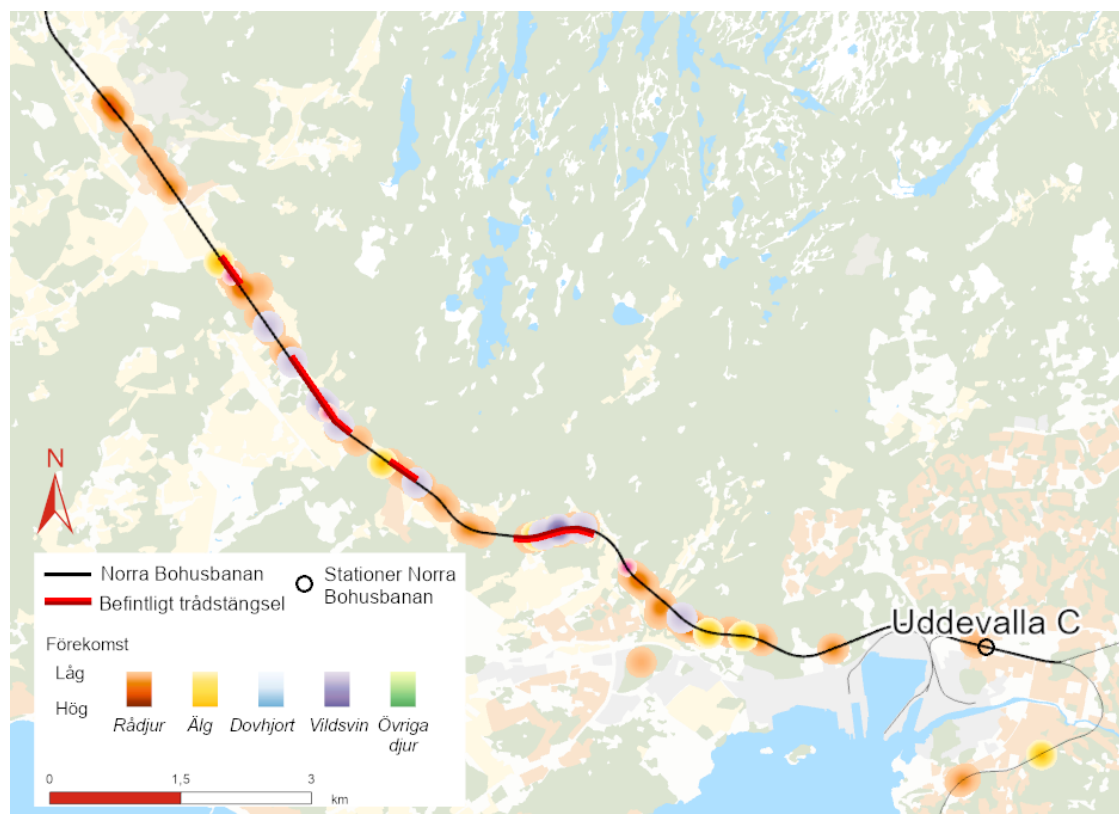 Uddevalla C
N
Norra Bohusbanan
Stationer Norra
Bohusbanan
Befintligt trådstängsel
Förekomst
Låg
Hög
Rådjur
Älg
Dovhjort
Vildsvin
Övriga
djur
0
1,5
3
km